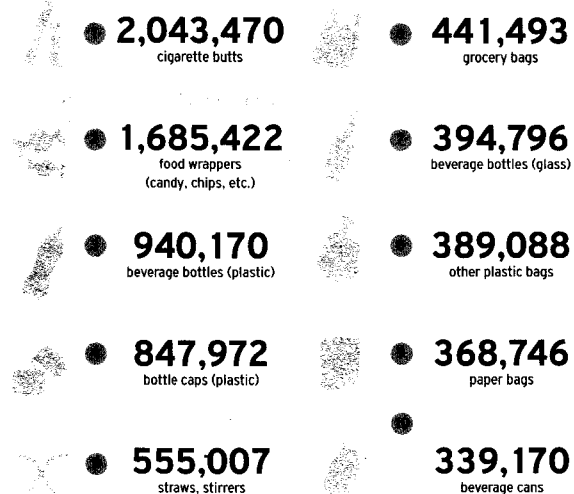 2,043,470
cigarette butts
1,685,422
food wrappers
(candy, chips, etc.)
940,170
beverage bottles (plastic)
847,972
bottle caps (plastic)
555,007
straws, stirrers
441,493
grocery bags
394,796
beverage bottles (glass)
389,088
other plastic bags
368,746
paper bags
339,170
beverage cans